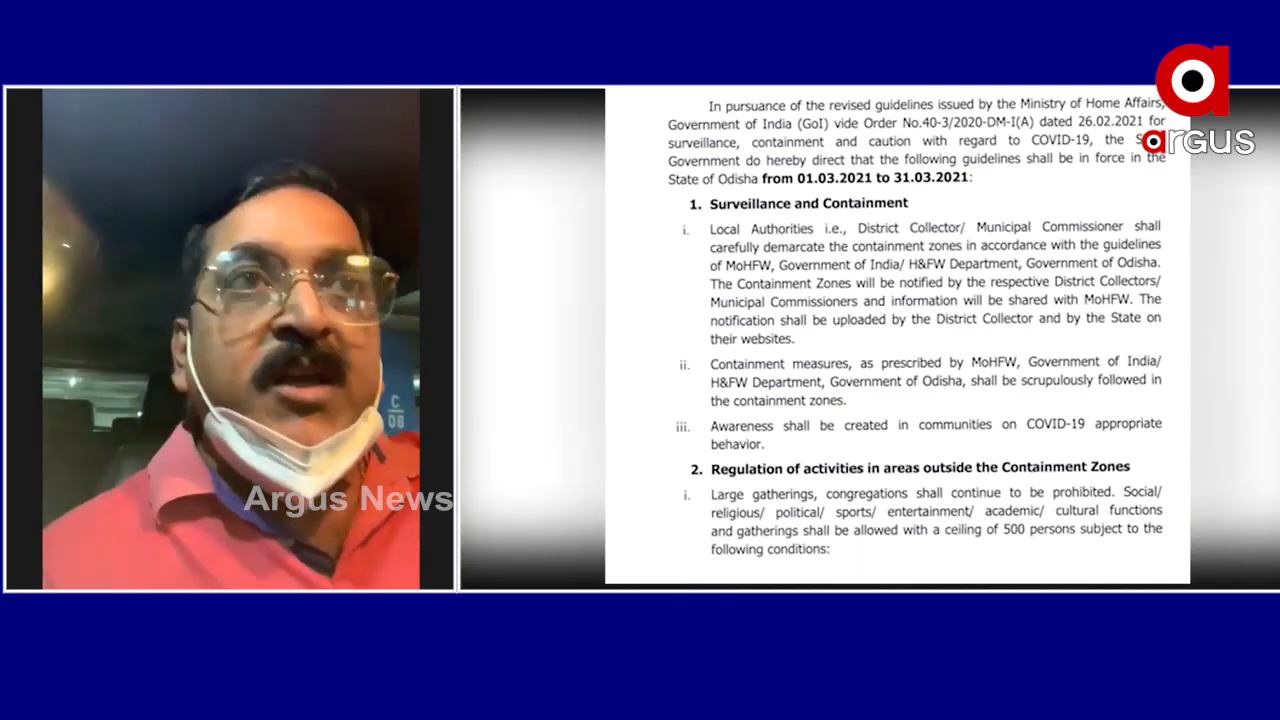 In pursuance of the revised guidelines issued by the Ministry of Home Affairs,
Government of India (GoI) vide Order No.40-3/2020-DM-I(A) dated 26.02.2021 for
surveillance, containment and caution with regard to COVID-19, the
Government do hereby direct that the following guidelines shall be in force in the
State of Odisha from 01.03.2021 to 31.03.2021:
1. Surveillance and Containment
i. Local Authorities i.e., District Collector/ Municipal Commissioner shall
carefully demarcate the containment zones in accordance with the guidelines
of MoHFW, Government of India/ H&FW Department, Government of Odisha.
The Containment Zones will be notified by the respective District Collectors/
Municipal Commissioners and information will be shared with MoHFW. The
notification shall be uploaded by the District Collector and by the State on
their websites.
ii. Containment measures, as prescribed by MoHFW, Government of India/
H&FW Department, Government of Odisha, shall be scrupulously followed in
the containment zones.
iii. Awareness shall be created in communities on COVID-19 appropriate
behavior.
2. Regulation of activities in areas outside the Containment Zones
i. Large gatherings, congregations shall continue to be prohibited. Social/
religious/ political/ sports/ entertainment/ academic/ cultural functions
and gatherings shall be allowed with a ceiling of 500 persons subject to the
following conditions:
a
argus
C
08
Argus News